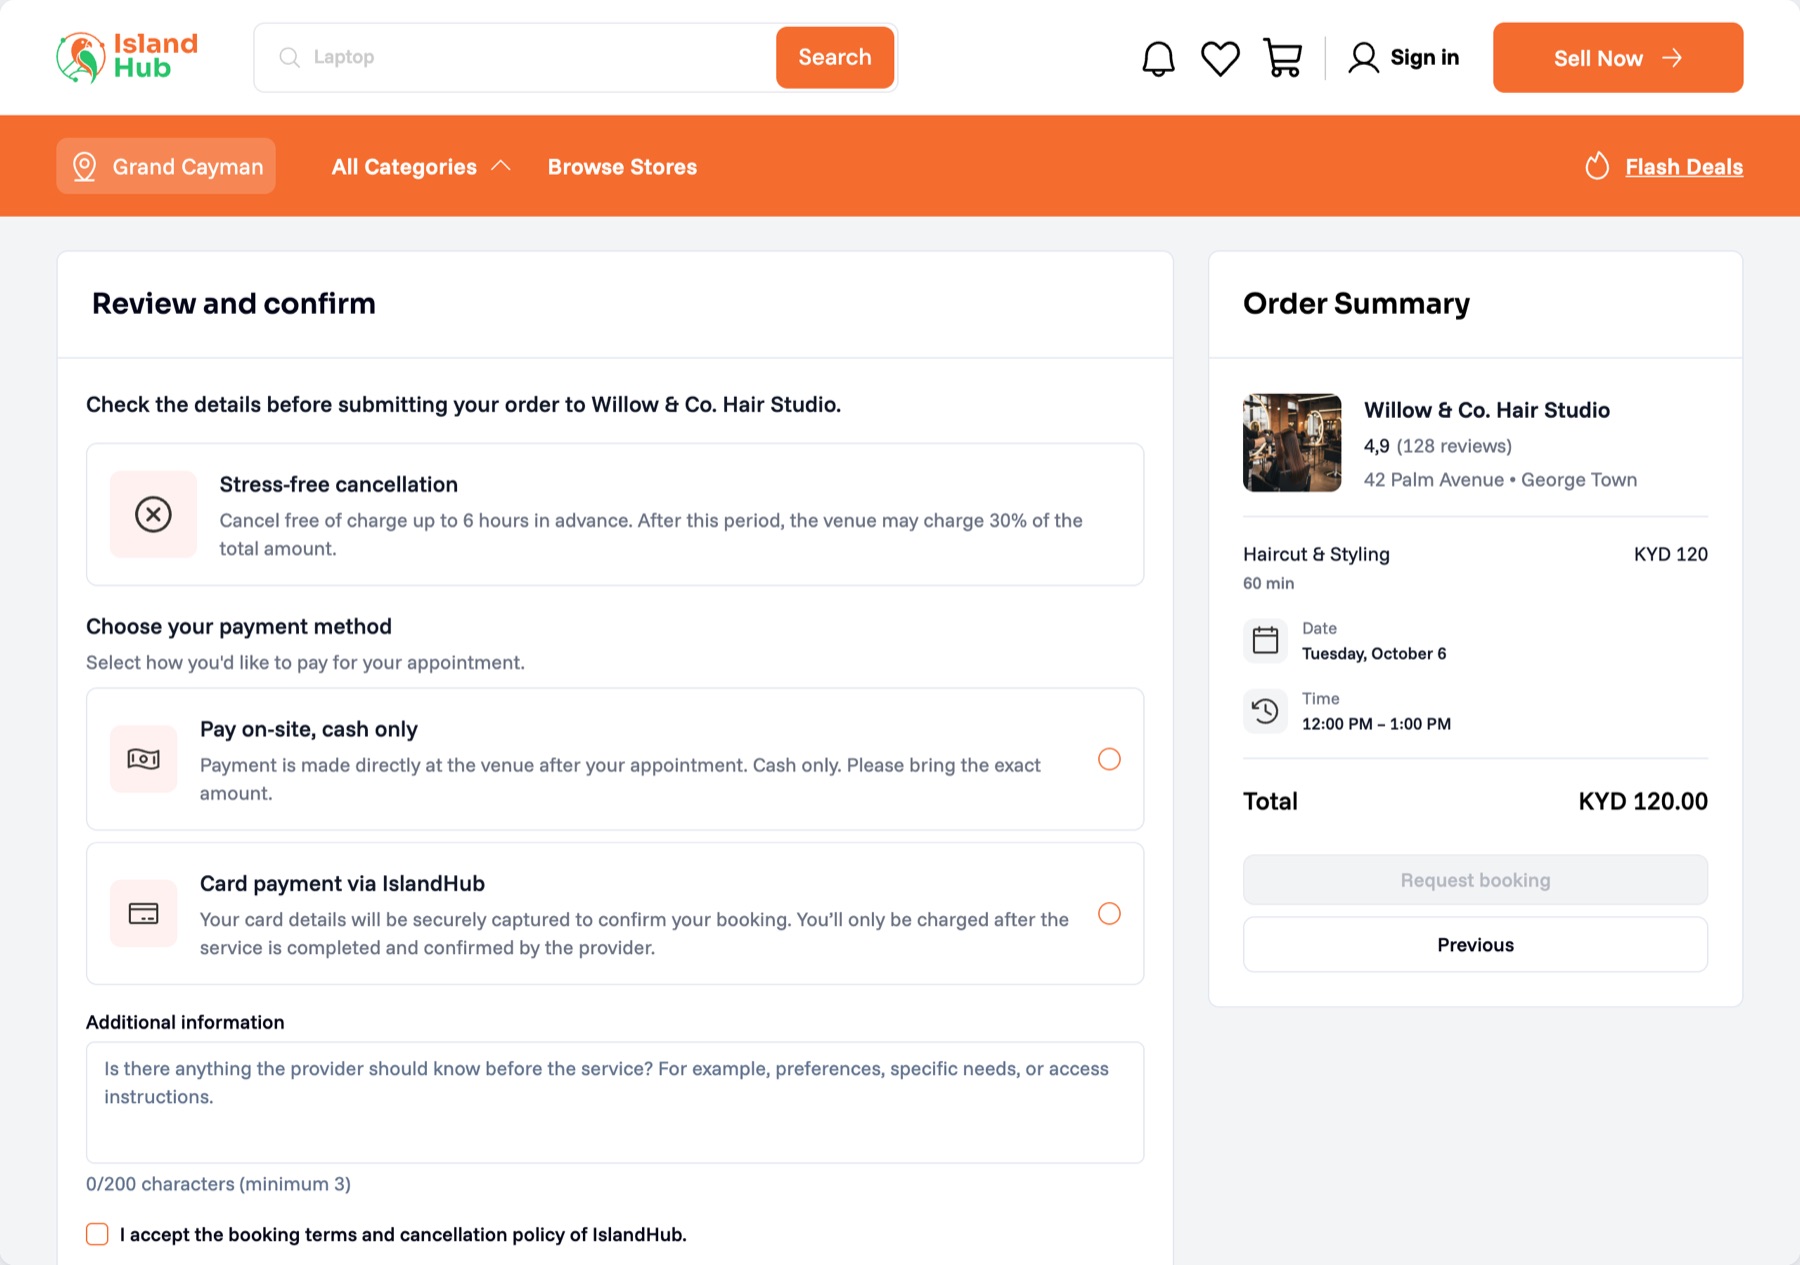 Island
Hub
Laptop
Search
Sign in
Sell Now
Grand Cayman
All Categories
Browse Stores
Flash Deals
Review and confirm
Check the details before submitting your order to Willow & Co. Hair Studio.
Stress-free cancellation
Cancel free of charge up to 6 hours in advance. After this period, the venue may charge 30% of the
total amount.
Choose your payment method
Select how you'd like to pay for your appointment.
Pay on-site, cash only
Payment is made directly at the venue after your appointment. Cash only. Please bring the exact
amount.
Card payment via IslandHub
Your card details will be securely captured to confirm your booking. You’ll only be charged after the
service is completed and confirmed by the provider.
Additional information
Is there anything the provider should know before the service? For example, preferences, specific needs, or access
instructions.
0/200 characters (minimum 3)
I accept the booking terms and cancellation policy of IslandHub.
Order Summary
Willow & Co. Hair Studio
4,9 (128 reviews)
42 Palm Avenue • George Town
Haircut & Styling KYD 120
60 min
Date
Tuesday, October 6
Time
12:00 PM – 1:00 PM
Total KYD 120.00
Request booking
Previous